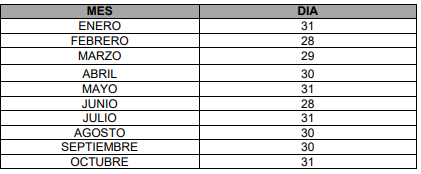 MES DIA
ENERO 31
FEBRERO 28
MARZO 29
ABRIL 30
MAYO 31
JUNIO 28
JULIO 31
AGOSTO 30
SEPTIEMBRE 30
OCTUBRE 31